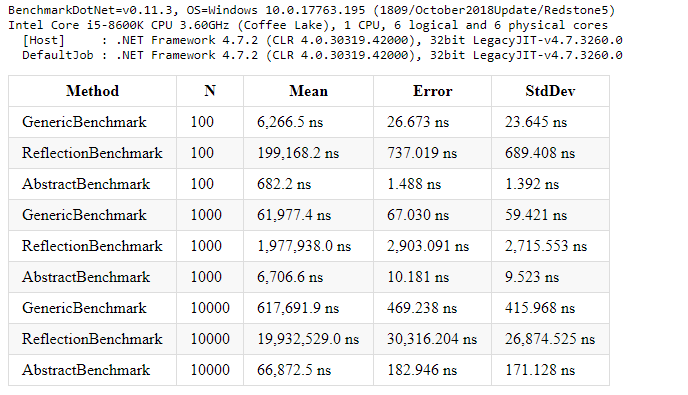 BenchmarkDotNet=v0.11.3, OS=Windows 10.0.17763.195 (1809/October2018Update/Redstone5)
Intel Core i5-8600K CPU 3.60GHz (Coffee Lake), 1 CPU, 6 logical and 6 physical cores
[Host]     : .NET Framework 4.7.2 (CLR 4.0.30319.42000), 32bit LegacyJIT-v4.7.3260.0
DefaultJob : .NET Framework 4.7.2 (CLR 4.0.30319.42000), 32bit LegacyJIT-v4.7.3260.0
Method N Mean Error StdDev
GenericBenchmark 100 6,266.5 ns 26.673 ns 23.645 ns
ReflectionBenchmark 100 199,168.2 ns 737.019 ns 689.408 ns
AbstractBenchmark 100 682.2 ns 1.488 ns 1.392 ns
GenericBenchmark 1000 61,977.4 ns 67.030 ns 59.421 ns
ReflectionBenchmark 1000 1,977,938.0 ns 2,903.091 ns 2,715.553 ns
AbstractBenchmark 1000 6,706.6 ns 10.181 ns 9.523 ns
GenericBenchmark 10000 617,691.9 ns 469.238 ns 415.968 ns
ReflectionBenchmark 10000 19,932,529.0 ns 30,316.204 ns 26,874.525 ns
AbstractBenchmark 10000 66,872.5 ns 182.946 ns 171.128 ns